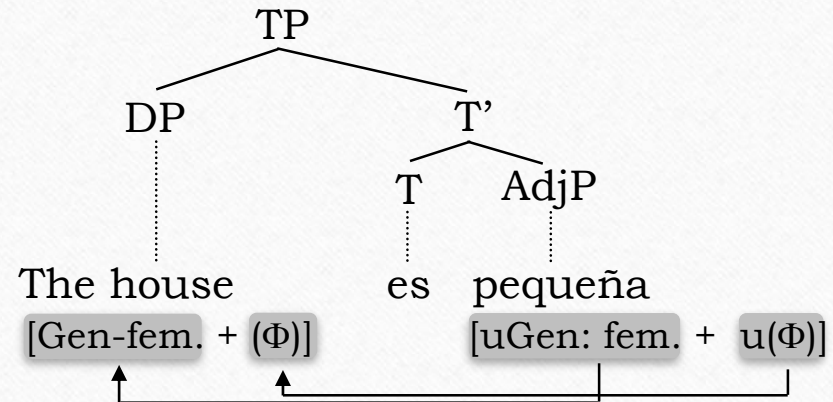 TP
DP T’
T AdjP
The house es pequeña
[Gen-fem. + (Φ)] [uGen: fem. + u(Φ)]